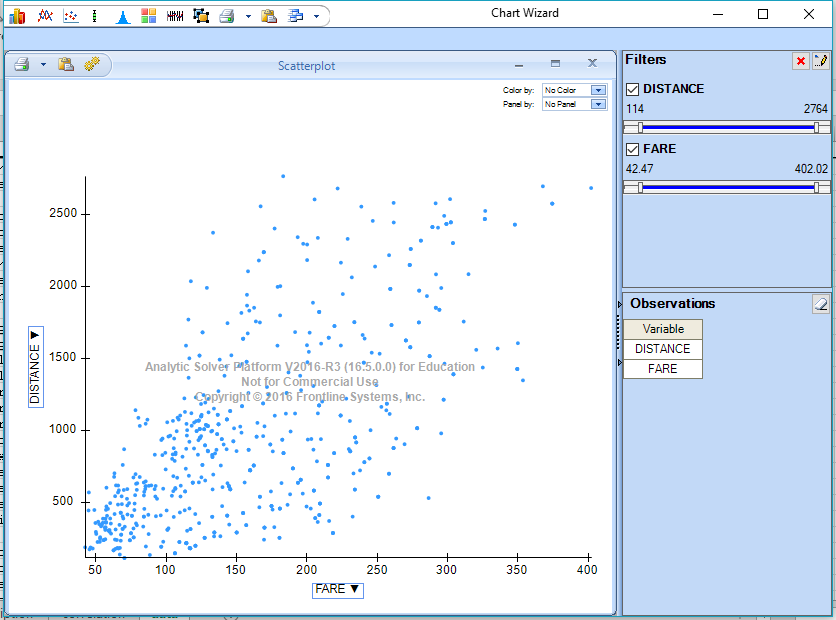 Chart Wizard
Scatterplot
Color by: No Color
Panel by: No Panel
2500
2000
1500
1000
500
DISTANCE ▼
50 100 150 200 250 300 350 400
FARE ▼
Analytic Solver Platform V2016-R3 (16.5.0.0) for Education
Not for Commercial Use
Copyright © 2016 Frontline Systems, Inc.
Filters
DISTANCE
114 2764
FARE
42.47 402.02
Observations
Variable
DISTANCE
FARE